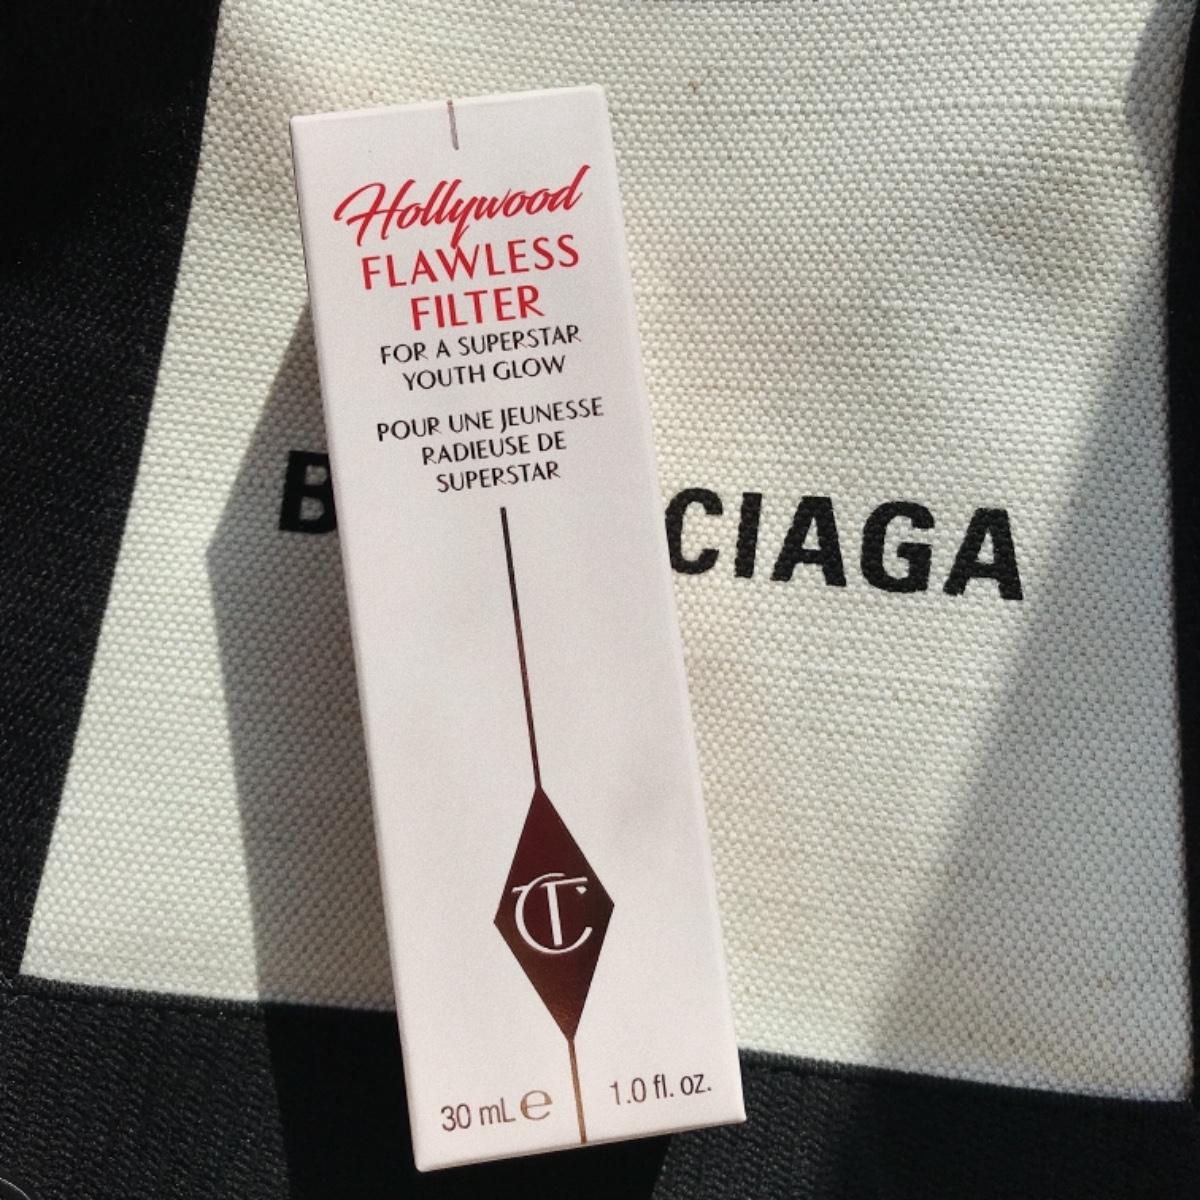 Hollywood
FLAWLESS
FILTER
FOR A SUPERSTAR
YOUTH GLOW
POUR UNE JEUNESSE
RADIEUSE DE
SUPERSTAR
B CIAGA
CT
30 mL e 1.0 fl. oz.